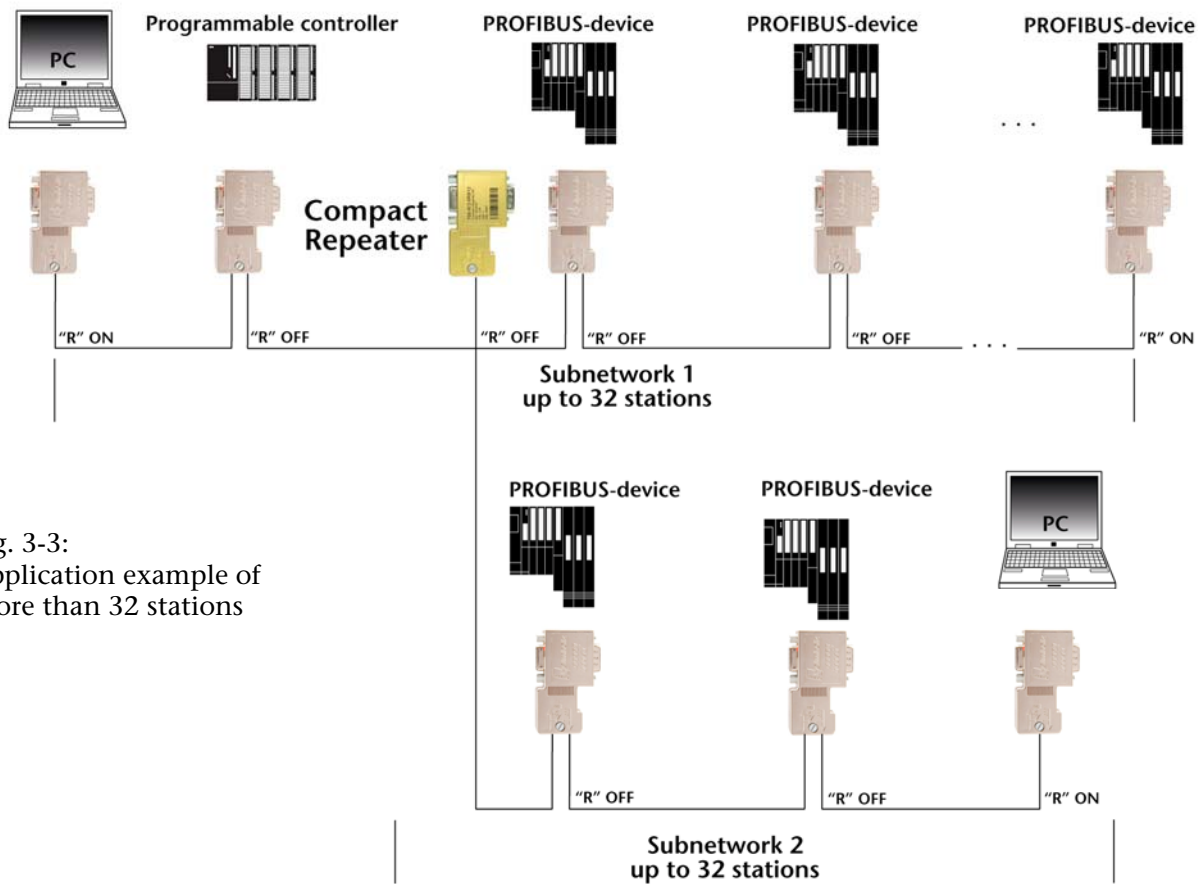 Programmable controller
PROFIBUS-device
PROFIBUS-device
PROFIBUS-device
PC
Compact
Repeater
"R" ON
"R" OFF
"R" OFF
"R" OFF
"R" OFF
"R" ON
Subnetwork 1
up to 32 stations
PROFIBUS-device
PROFIBUS-device
PC
g. 3-3:
pplication example of
ore than 32 stations
"R" OFF
"R" OFF
"R" ON
Subnetwork 2
up to 32 stations